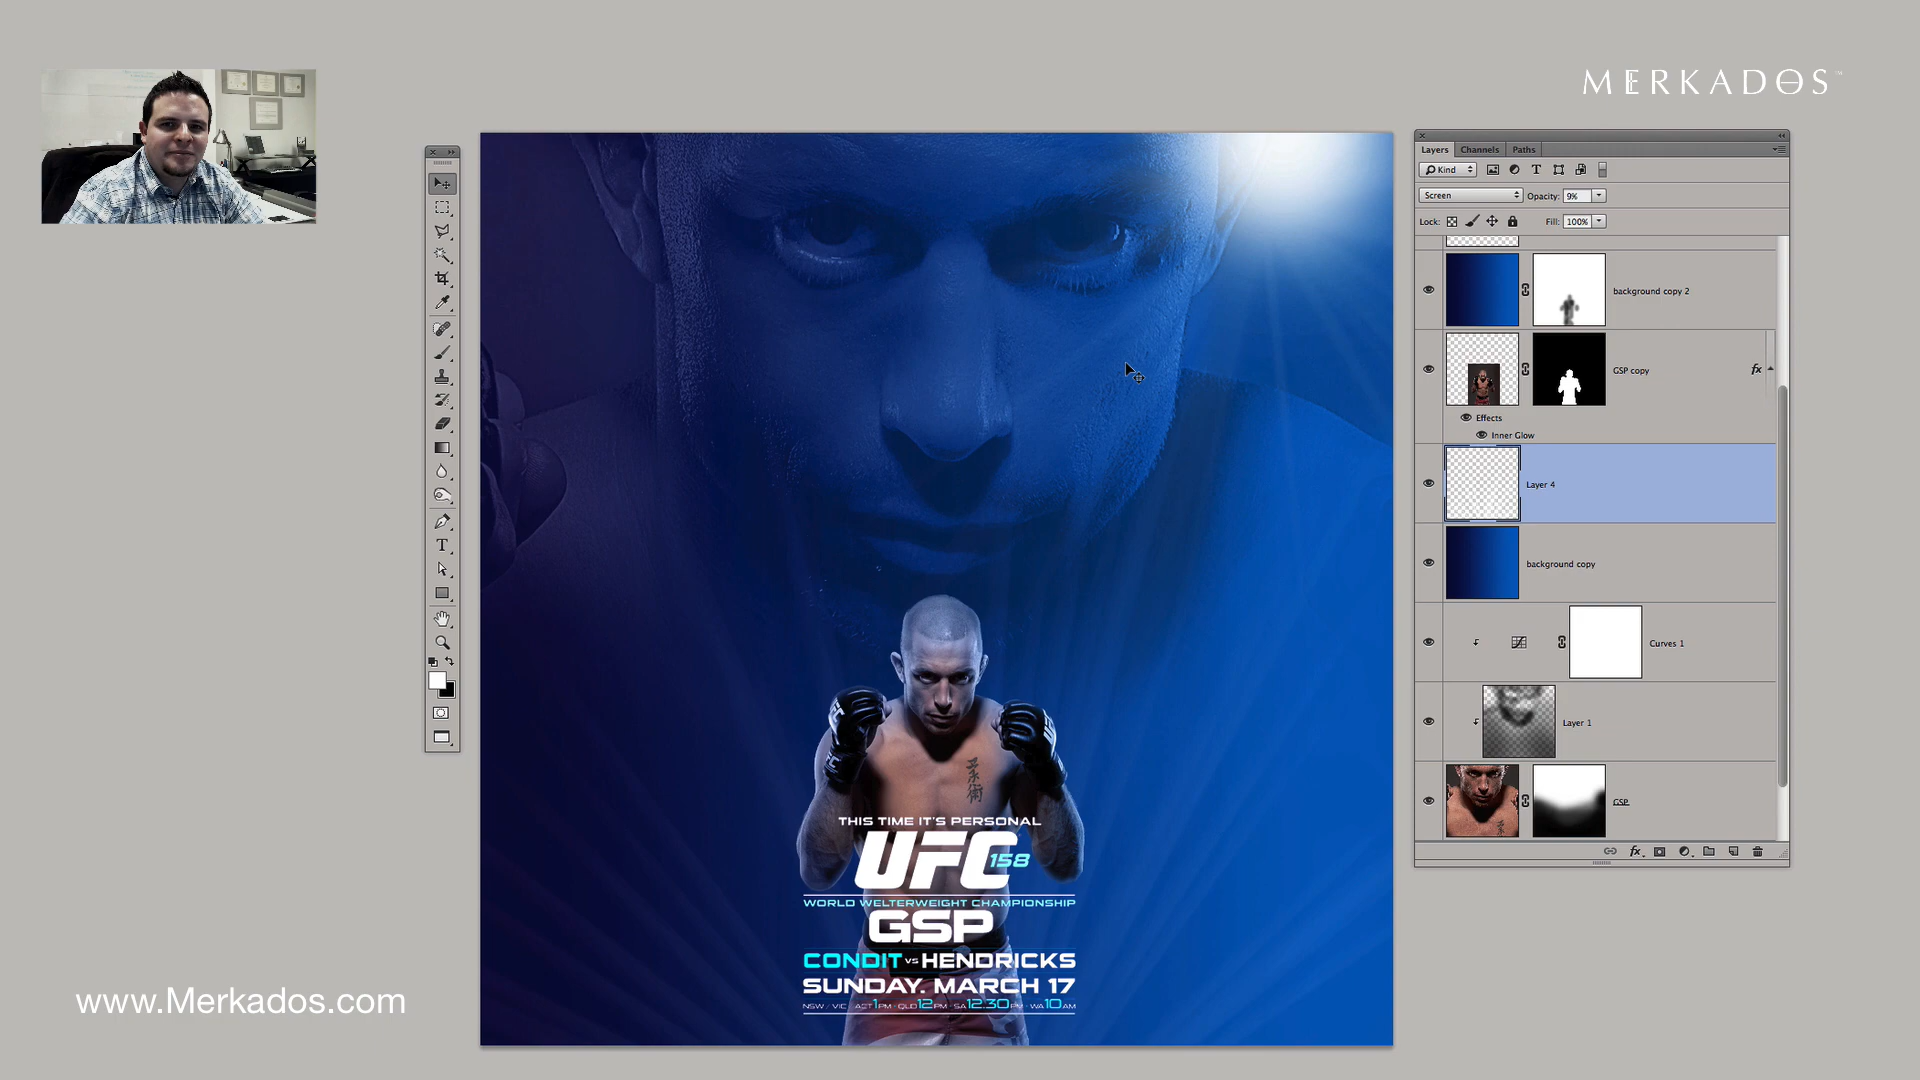 MERKADOS™
Layers Channels Paths
Kind
Screen Opacity: 9%
Lock: Fill: 100%
background copy 2
GSP copy fx
Effects
Inner Glow
Layer 4
background copy
Curves 1
Layer 1
GSP
fx
THIS TIME IT'S PERSONAL
UFC 158
WORLD WELTERWEIGHT CHAMPIONSHIP
GSP
CONDIT VS HENDRICKS
SUNDAY. MARCH 17
NSW / VIC / ACT 1PM - QLD 12PM - SA 12:30PM - WA 10AM
www.Merkados.com